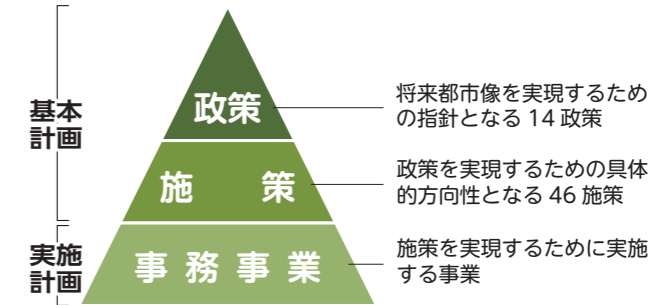 基本
計画
政策
将来都市像を実現するため
の指針となる 14 政策
施 策
政策を実現するための具体
的方向性となる 46 施策
実施
計画
事 務 事 業
施策を実現するために実施
する事業